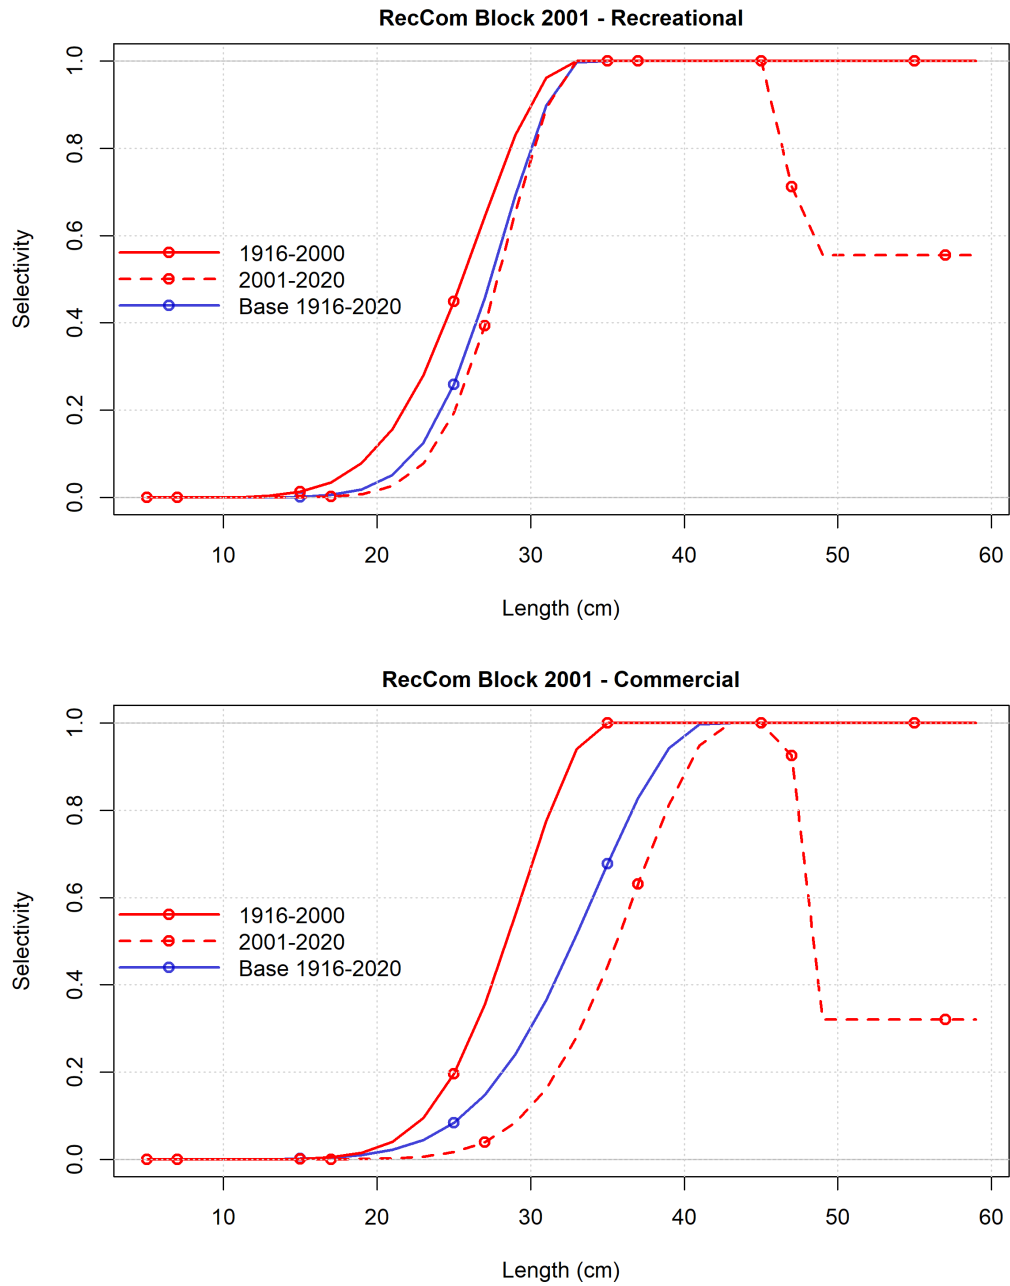 RecCom Block 2001 - Recreational
1.0
0.8
0.6
0.4
0.2
0.0
Selectivity
1916-2000
2001-2020
Base 1916-2020
10 20 30 40 50 60
Length (cm)
RecCom Block 2001 - Commercial
1.0
0.8
0.6
0.4
0.2
0.0
Selectivity
1916-2000
2001-2020
Base 1916-2020
10 20 30 40 50 60
Length (cm)